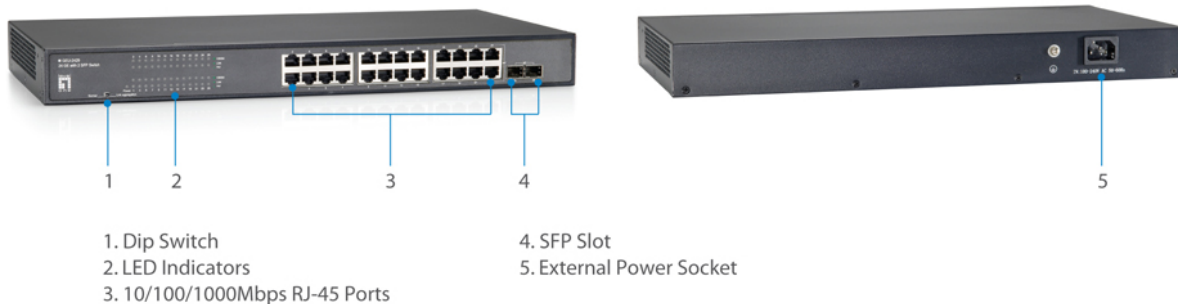 1
2
3
4
5
1. Dip Switch
2. LED Indicators
3. 10/100/1000Mbps RJ-45 Ports
4. SFP Slot
5. External Power Socket